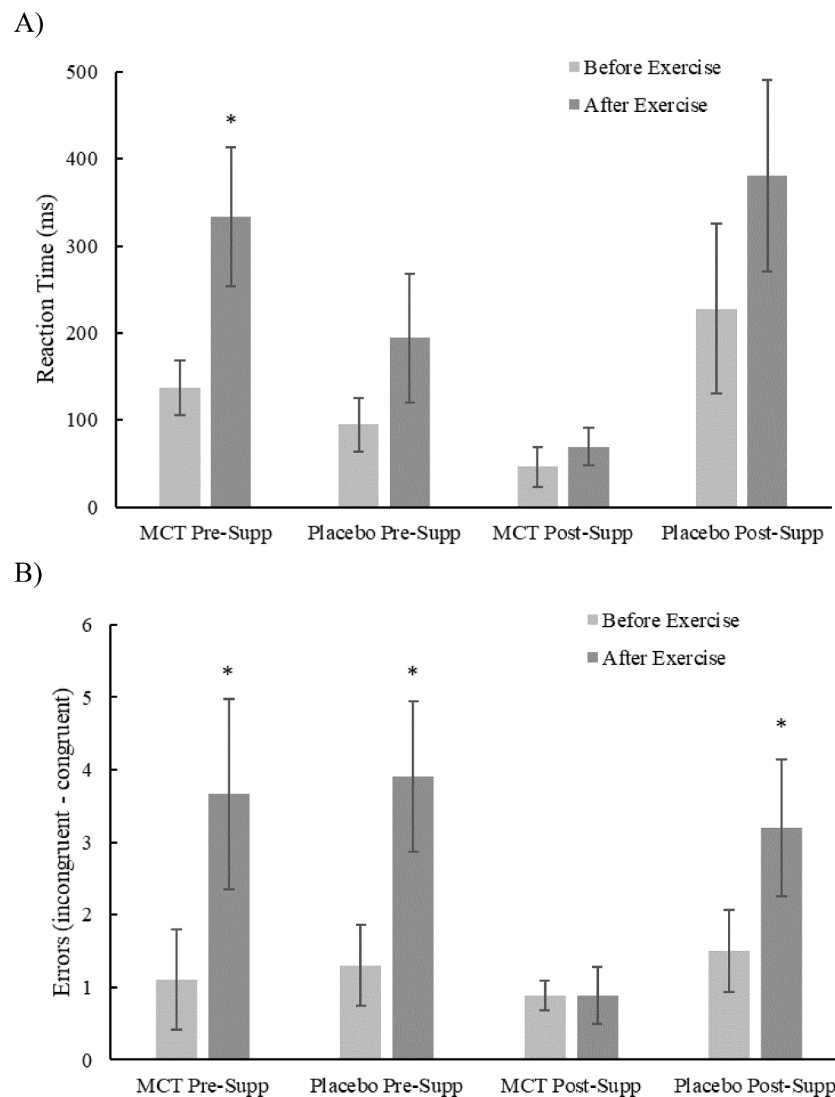 A)
Before Exercise
After Exercise
Reaction Time (ms)
500
400
300
200
100
0
*
MCT Pre-Supp Placebo Pre-Supp MCT Post-Supp Placebo Post-Supp
B)
Before Exercise
After Exercise
Errors (incongruent - congruent)
6
5
4
3
2
1
0
* * *
MCT Pre-Supp Placebo Pre-Supp MCT Post-Supp Placebo Post-Supp